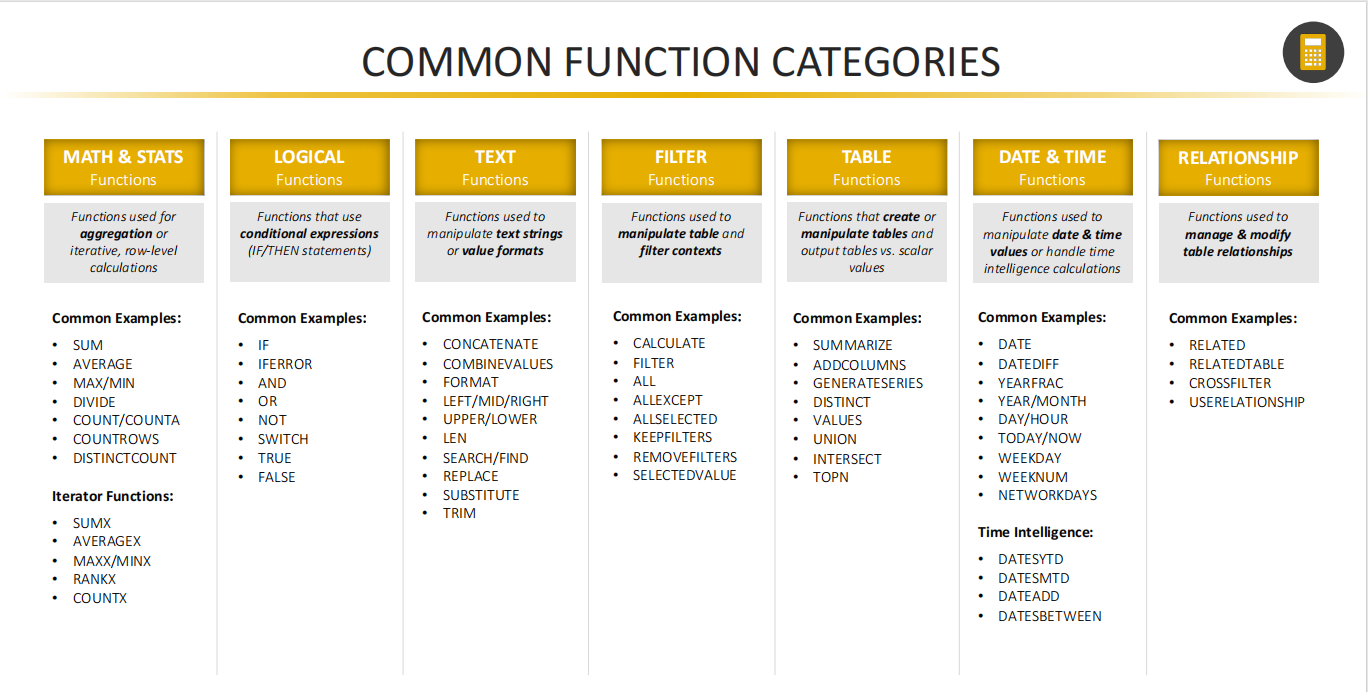 COMMON FUNCTION CATEGORIES
MATH & STATS
Functions
Functions used for
aggregation or
iterative, row-level
calculations
Common Examples:
• SUM
• AVERAGE
• MAX/MIN
• DIVIDE
• COUNT/COUNTA
• COUNTROWS
• DISTINCTCOUNT
Iterator Functions:
• SUMX
• AVERAGEX
• MAXX/MINX
• RANKX
• COUNTX
LOGICAL
Functions
Functions that use
conditional expressions
(IF/THEN statements)
Common Examples:
• IF
• IFERROR
• AND
• OR
• NOT
• SWITCH
• TRUE
• FALSE
TEXT
Functions
Functions used to
manipulate text strings
or value formats
Common Examples:
• CONCATENATE
• COMBINEVALUES
• FORMAT
• LEFT/MID/RIGHT
• UPPER/LOWER
• LEN
• SEARCH/FIND
• REPLACE
• SUBSTITUTE
• TRIM
FILTER
Functions
Functions used to
manipulate table and
filter contexts
Common Examples:
• CALCULATE
• FILTER
• ALL
• ALLEXCEPT
• ALLSELECTED
• KEEPFILTERS
• REMOVEFILTERS
• SELECTEDVALUE
TABLE
Functions
Functions that create or
manipulate tables and
output tables vs. scalar
values
Common Examples:
• SUMMARIZE
• ADDCOLUMNS
• GENERATESERIES
• DISTINCT
• VALUES
• UNION
• INTERSECT
• TOPN
DATE & TIME
Functions
Functions used to
manipulate date & time
values or handle time
intelligence calculations
Common Examples:
• DATE
• DATEDIFF
• YEARFRAC
• YEAR/MONTH
• DAY/HOUR
• TODAY/NOW
• WEEKDAY
• WEEKNUM
• NETWORKDAYS
Time Intelligence:
• DATESYTD
• DATESMTD
• DATEADD
• DATESBETWEEN
RELATIONSHIP
Functions
Functions used to
manage & modify
table relationships
Common Examples:
• RELATED
• RELATEDTABLE
• CROSSFILTER
• USERELATIONSHIP